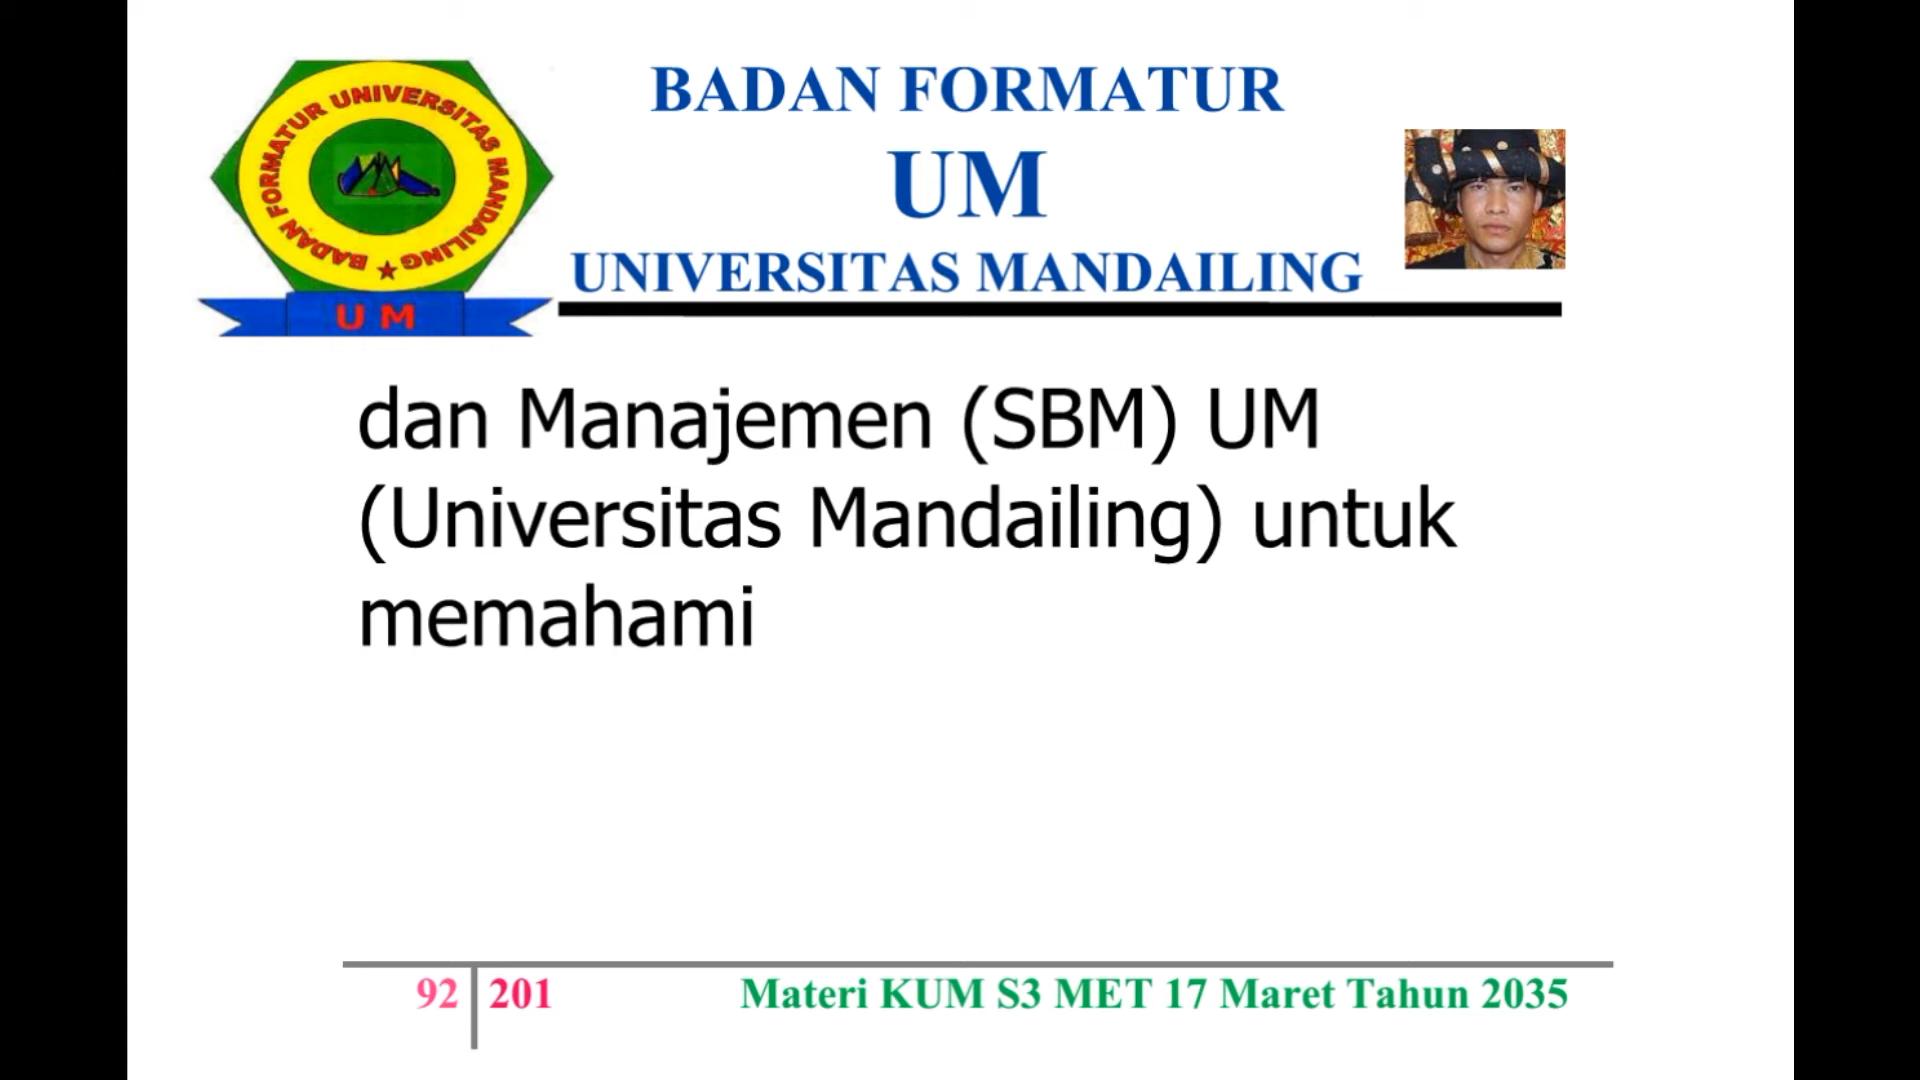 BADAN FORMATUR UNIVERSITAS MANDAILING
U M
BADAN FORMATUR
UM
UNIVERSITAS MANDAILING
dan Manajemen (SBM) UM
(Universitas Mandailing) untuk
memahami
92 201 Materi KUM S3 MET 17 Maret Tahun 2035